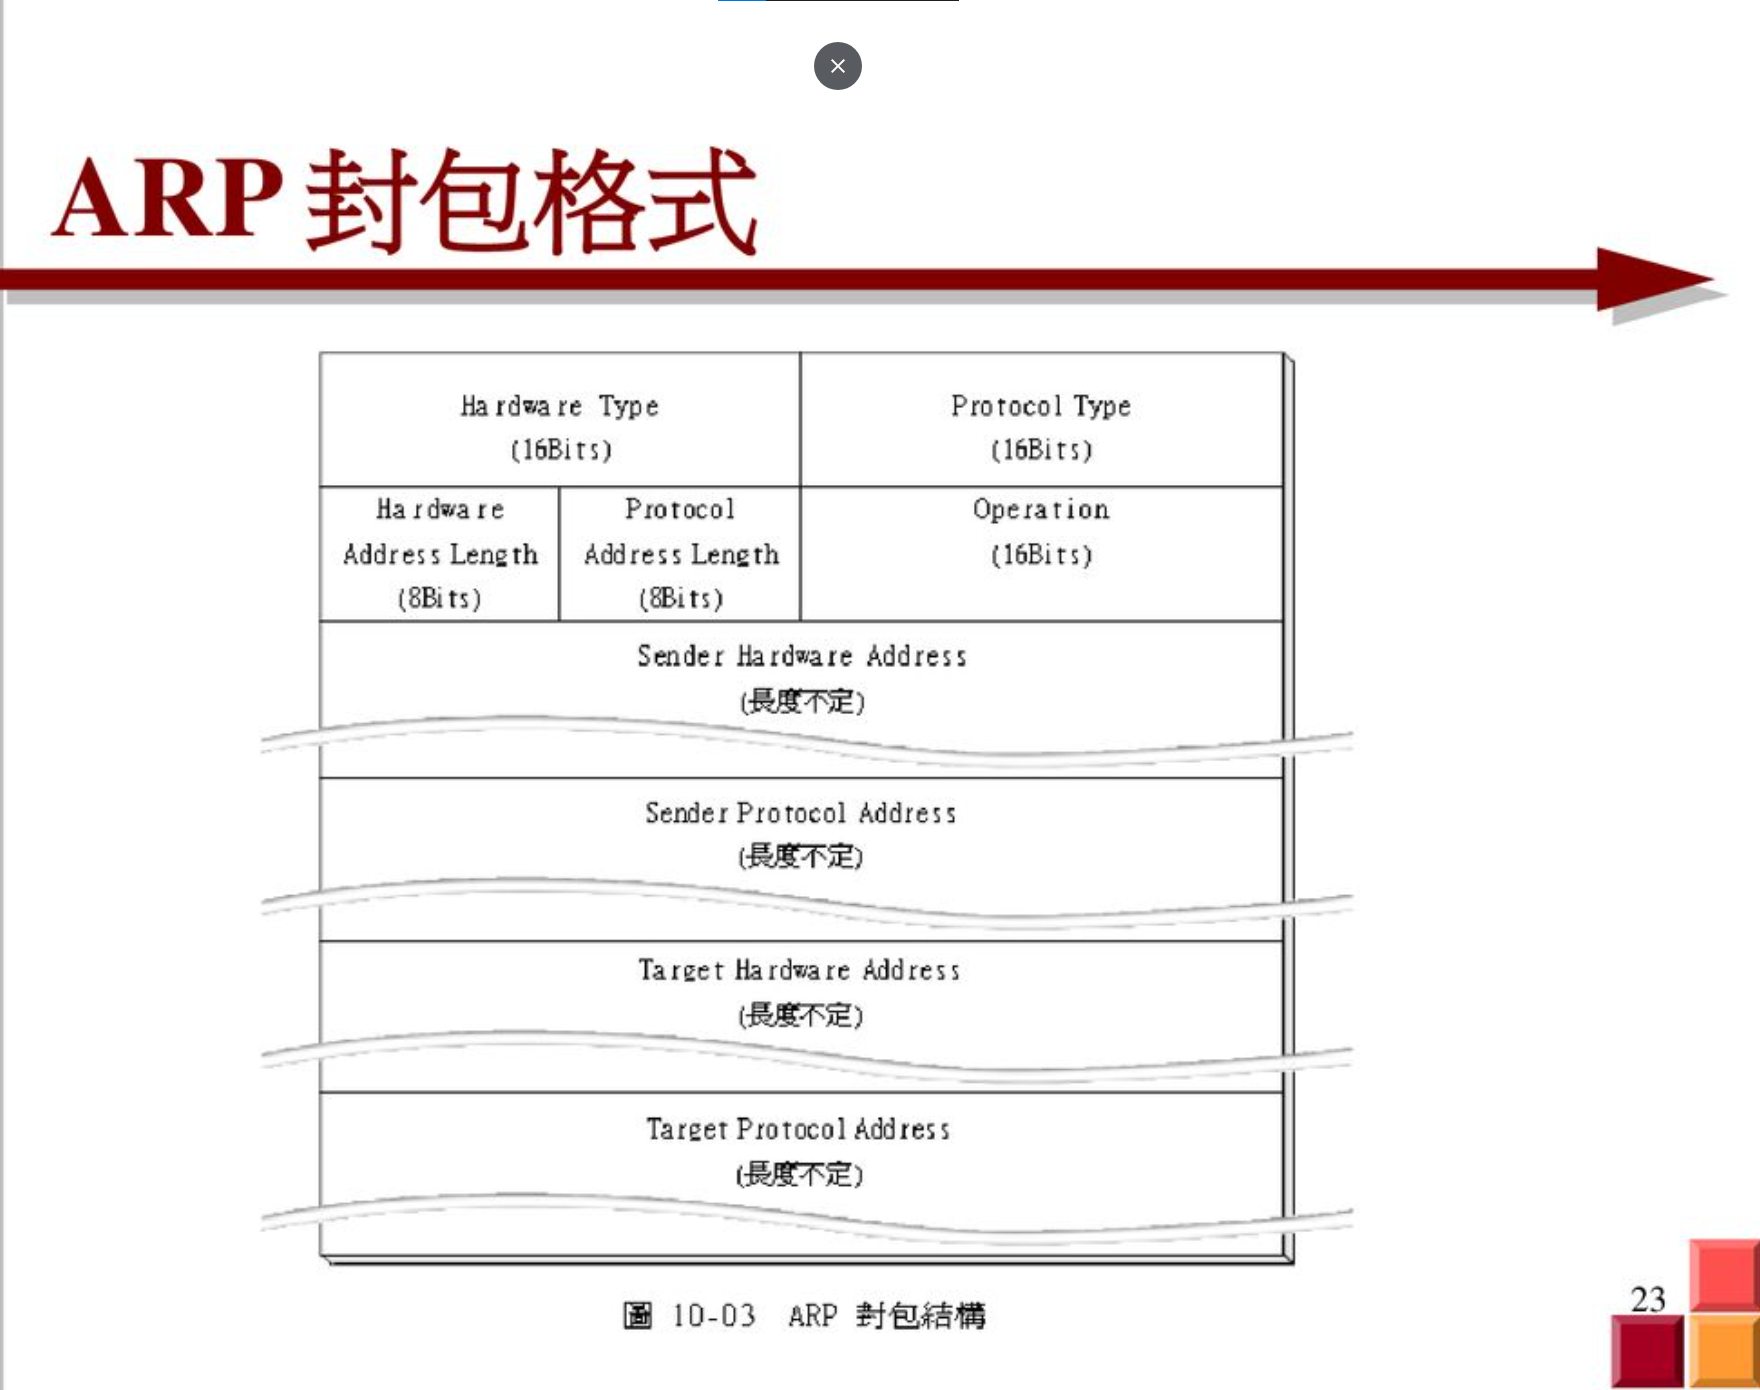 ARP 封包格式
Hardware Type
(16Bits)
Protocol Type
(16Bits)
Hardware
Address Length
(8Bits)
Protocol
Address Length
(8Bits)
Operation
(16Bits)
Sender Hardware Address
(長度不定)
Sender Protocol Address
(長度不定)
Target Hardware Address
(長度不定)
Target Protocol Address
(長度不定)
圖 10-03 ARP 封包結構
23